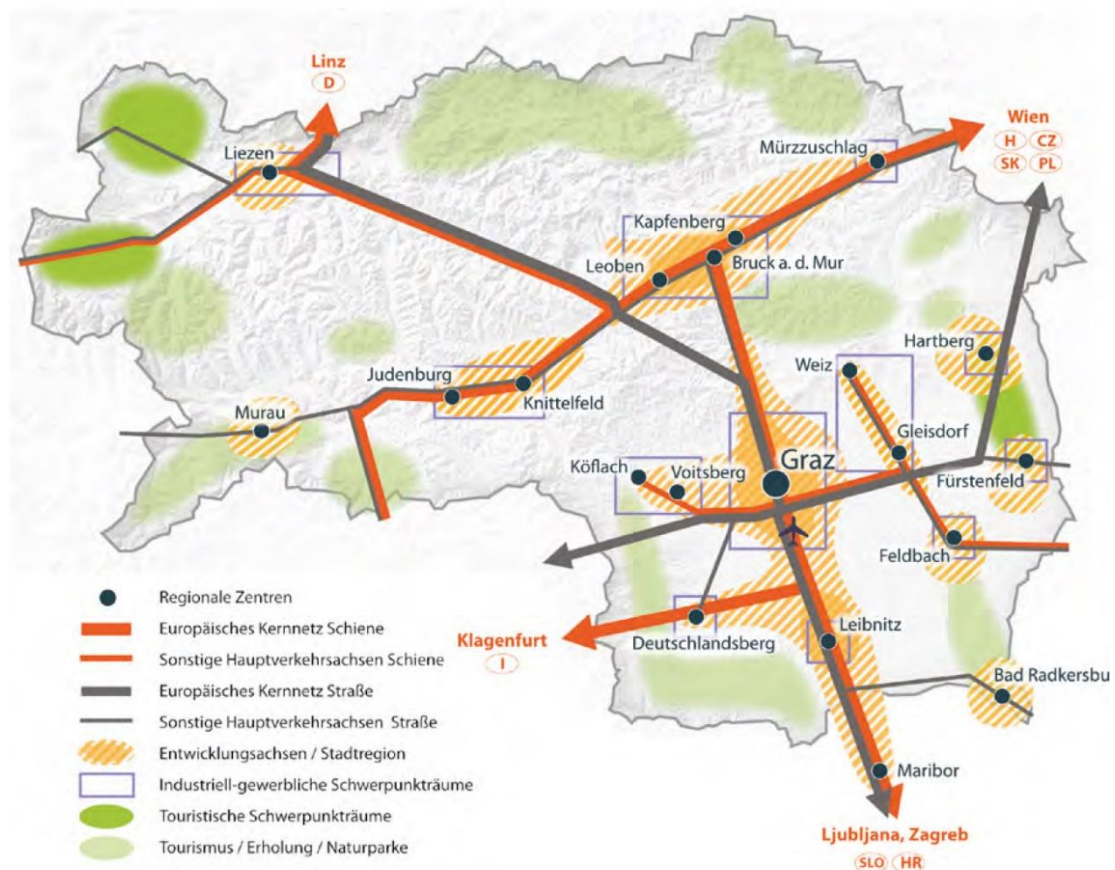 Linz
D
Wien
H CZ
SK PL
Liezen
Mürzzuschlag
Kapfenberg
Leoben
Bruck a. d. Mur
Hartberg
Weiz
Judenburg
Knittelfeld
Murau
Gleisdorf
Köflach
Voitsberg
Graz
Fürstenfeld
Feldbach
Klagenfurt
I
Deutschlandsberg
Leibnitz
Bad Radkersbu
Maribor
Ljubljana, Zagreb
SLO HR
Regionale Zentren
Europäisches Kernnetz Schiene
Sonstige Hauptverkehrsachsen Schiene
Europäisches Kernnetz Straße
Sonstige Hauptverkehrsachsen Straße
Entwicklungsachsen / Stadtregion
Industriell-gewerbliche Schwerpunkträume
Touristische Schwerpunkträume
Tourismus / Erholung / Naturparke